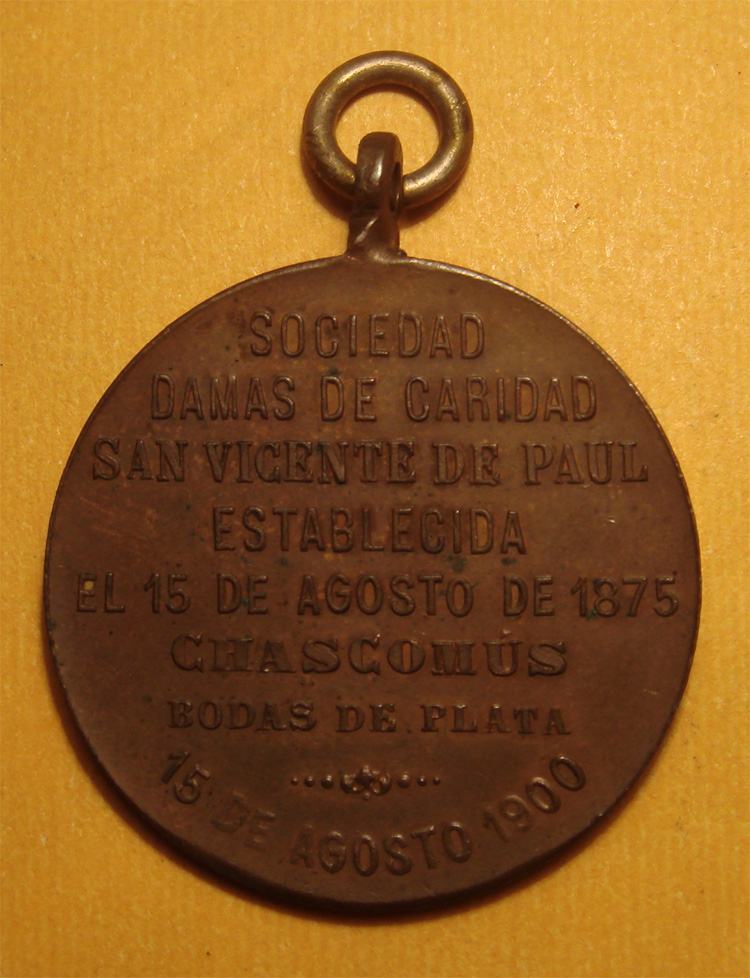 SOCIEDAD
DAMAS DE CARIDAD
SAN VICENTE DE PAUL
ESTABLECIDA
EL 15 DE AGOSTO DE 1875
CHASCOMÚS
BODAS DE PLATA
15 DE AGOSTO 1900